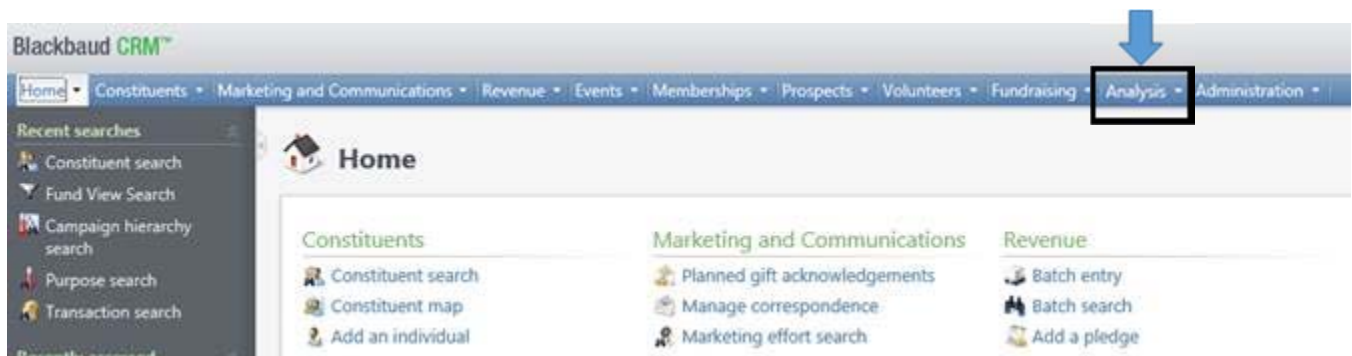 Blackbaud CRM™
Home Constituents Marketing and Communications Revenue Events Memberships Prospects Volunteers Fundraising Analysis Administration
Recent searches
Constituent search
Fund View Search
Campaign hierarchy
search
Purpose search
Transaction search
Home
Constituents
Constituent search
Constituent map
Add an individual
Marketing and Communications
Planned gift acknowledgements
Manage correspondence
Marketing effort search
Revenue
Batch entry
Batch search
Add a pledge